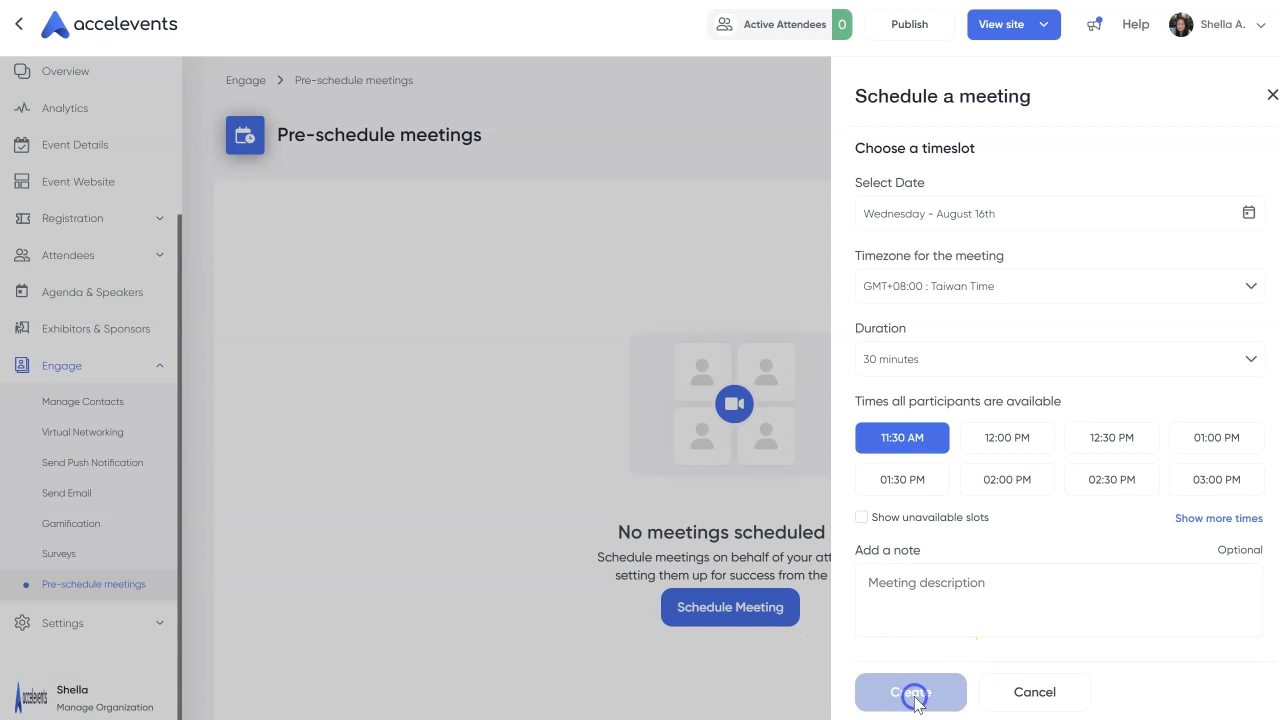 accelevents
Active Attendees 0
Publish
View site
Help
Shella A.
Overview
Analytics
Event Details
Event Website
Registration
Attendees
Agenda & Speakers
Exhibitors & Sponsors
Engage
Manage Contacts
Virtual Networking
Send Push Notification
Send Email
Gamification
Surveys
Pre-schedule meetings
Settings
accelevents
Shella
Manage Organization
Engage > Pre-schedule meetings
Pre-schedule meetings
No meetings scheduled
Schedule meetings on behalf of your att
setting them up for success from the
Schedule Meeting
Schedule a meeting
Choose a timeslot
Select Date
Wednesday - August 16th
Timezone for the meeting
GMT+08:00 : Taiwan Time
Duration
30 minutes
Times all participants are available
11:30 AM 12:00 PM 12:30 PM 01:00 PM
01:30 PM 02:00 PM 02:30 PM 03:00 PM
Show unavailable slots Show more times
Add a note Optional
Meeting description
Create Cancel